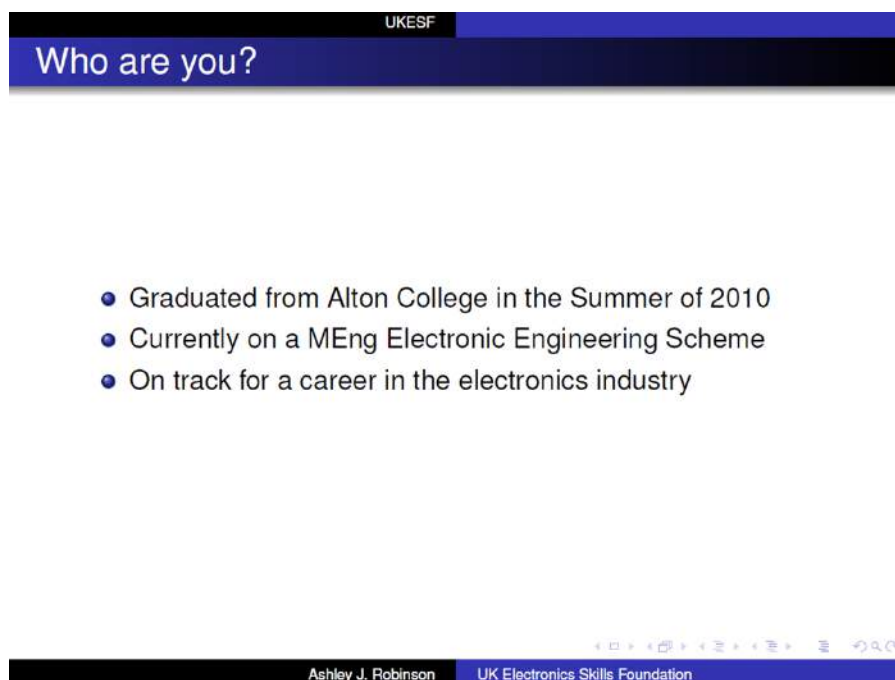 UKESF
Who are you?
Graduated from Alton College in the Summer of 2010
Currently on a MEng Electronic Engineering Scheme
On track for a career in the electronics industry
Ashley J. Robinson UK Electronics Skills Foundation